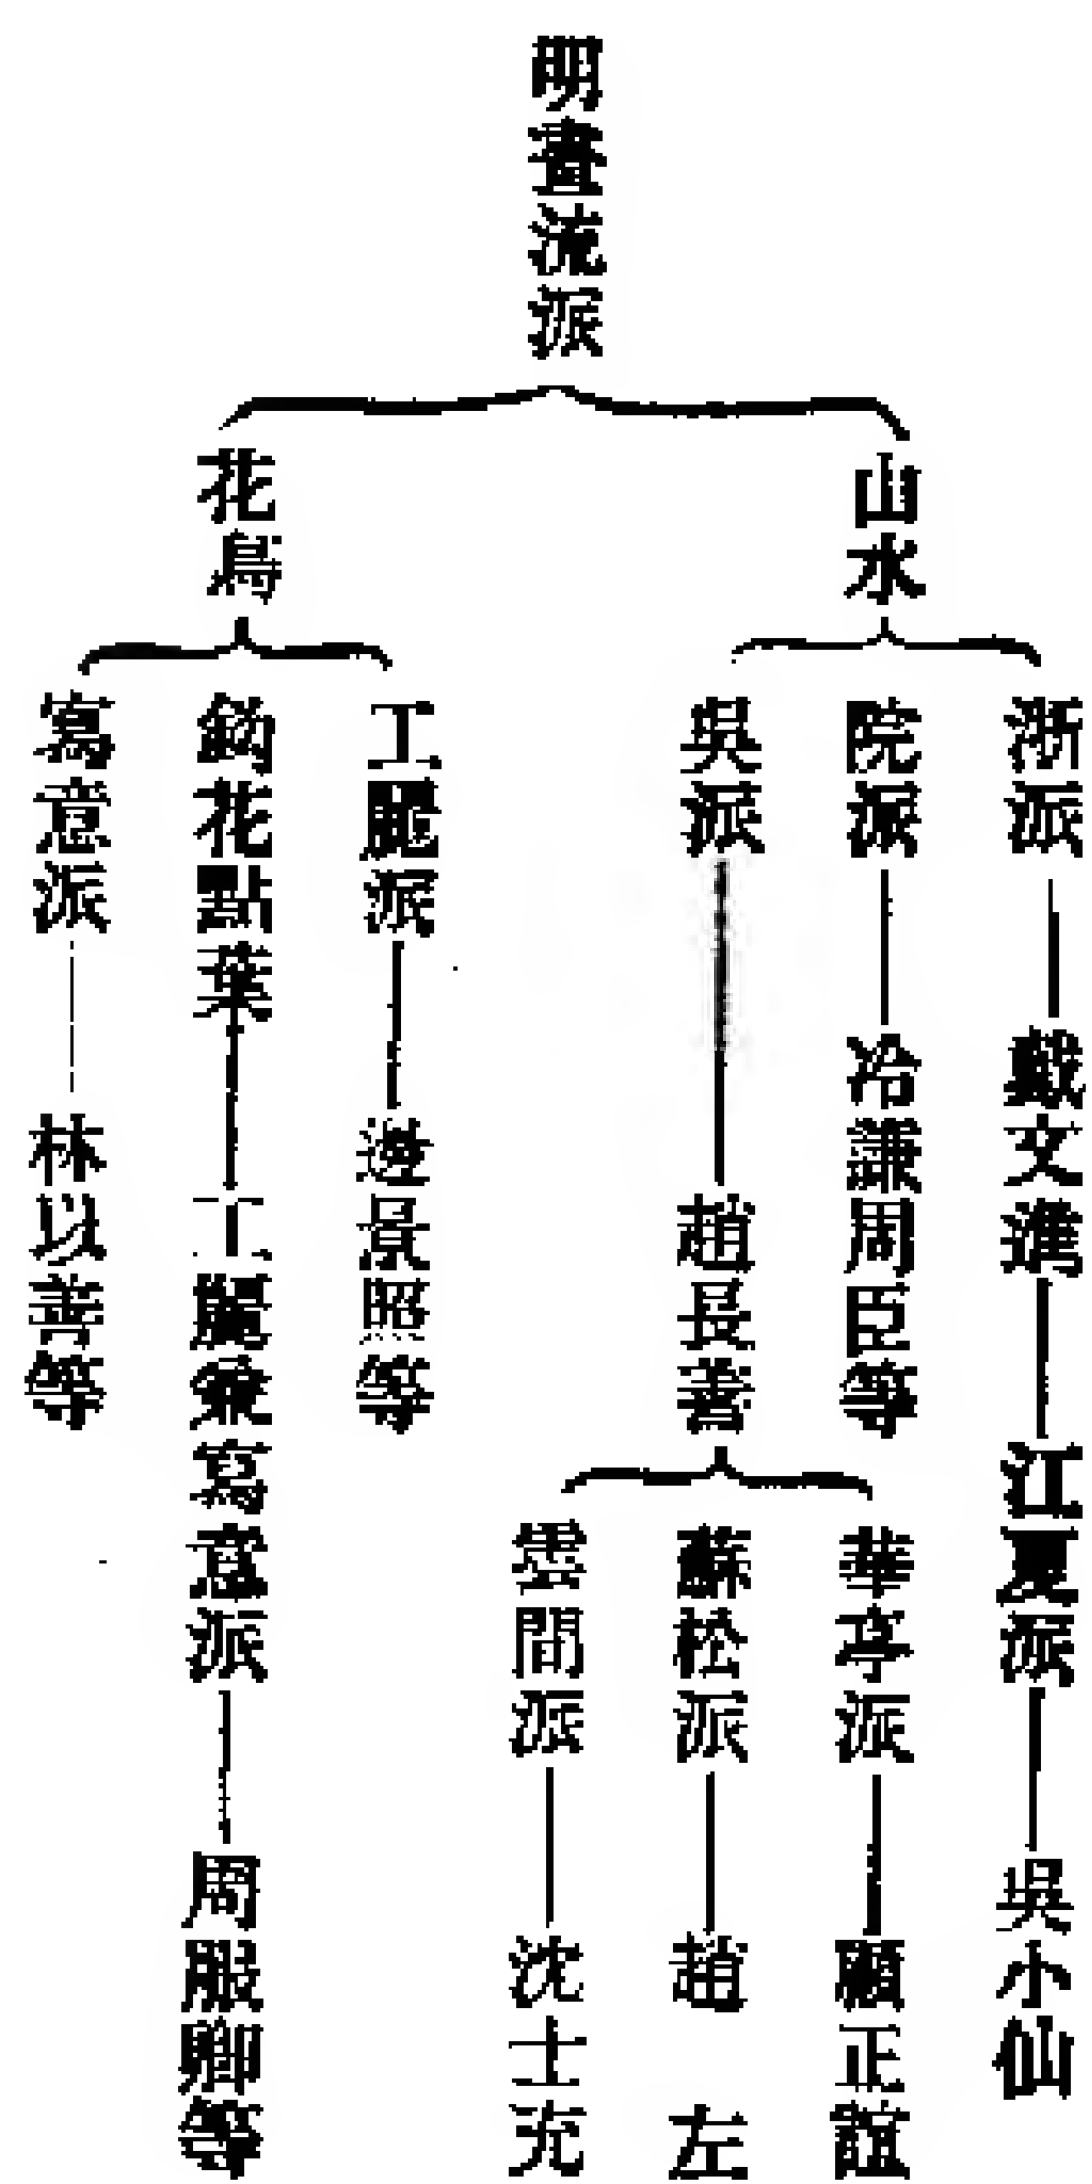 明畫流派
山水
浙派
戴文進
江夏派
吳小仙
院派
冷謙周臣等
吳派
趙長善
華亭派
顧正誼
蘇松派
趙左
雲間派
沈士充
花鳥
工麗派
邊景照等
鈎花點葉
工麗兼寫意派
周服卿等
寫意派
林以善等